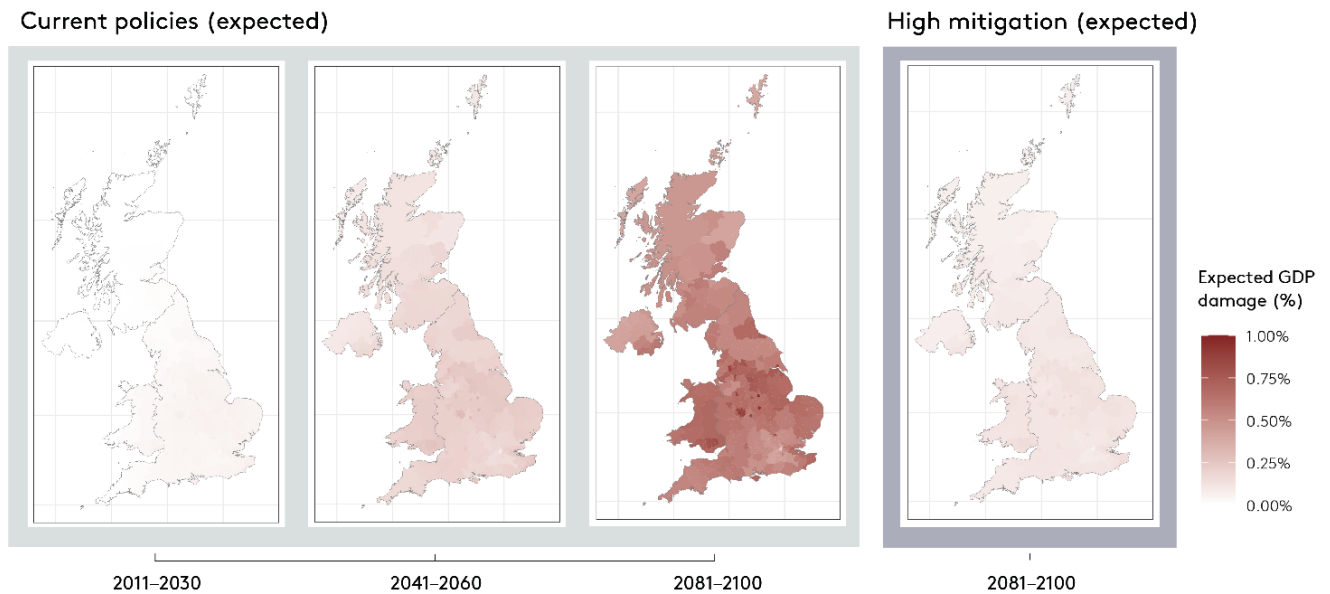 Current policies (expected)
High mitigation (expected)
Expected GDP
damage (%)
1.00%
0.75%
0.50%
0.25%
0.00%
2011–2030
2041–2060
2081–2100
2081–2100